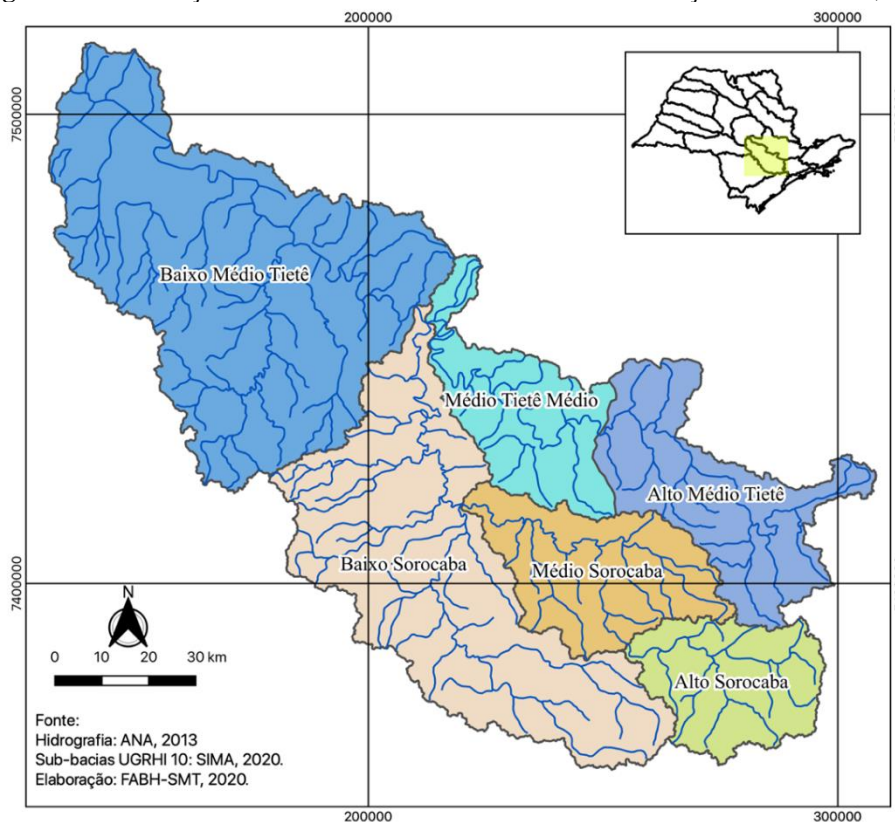 200000
300000
7500000
Baixo Médio Tietê
Médio Tietê Médio
Alto Médio Tietê
Baixo Sorocaba
Médio Sorocaba
7400000
Alto Sorocaba
N
0 10 20 30 km
Fonte:
Hidrografia: ANA, 2013
Sub-bacias UGRHI 10: SIMA, 2020.
Elaboração: FABH-SMT, 2020.
200000
300000